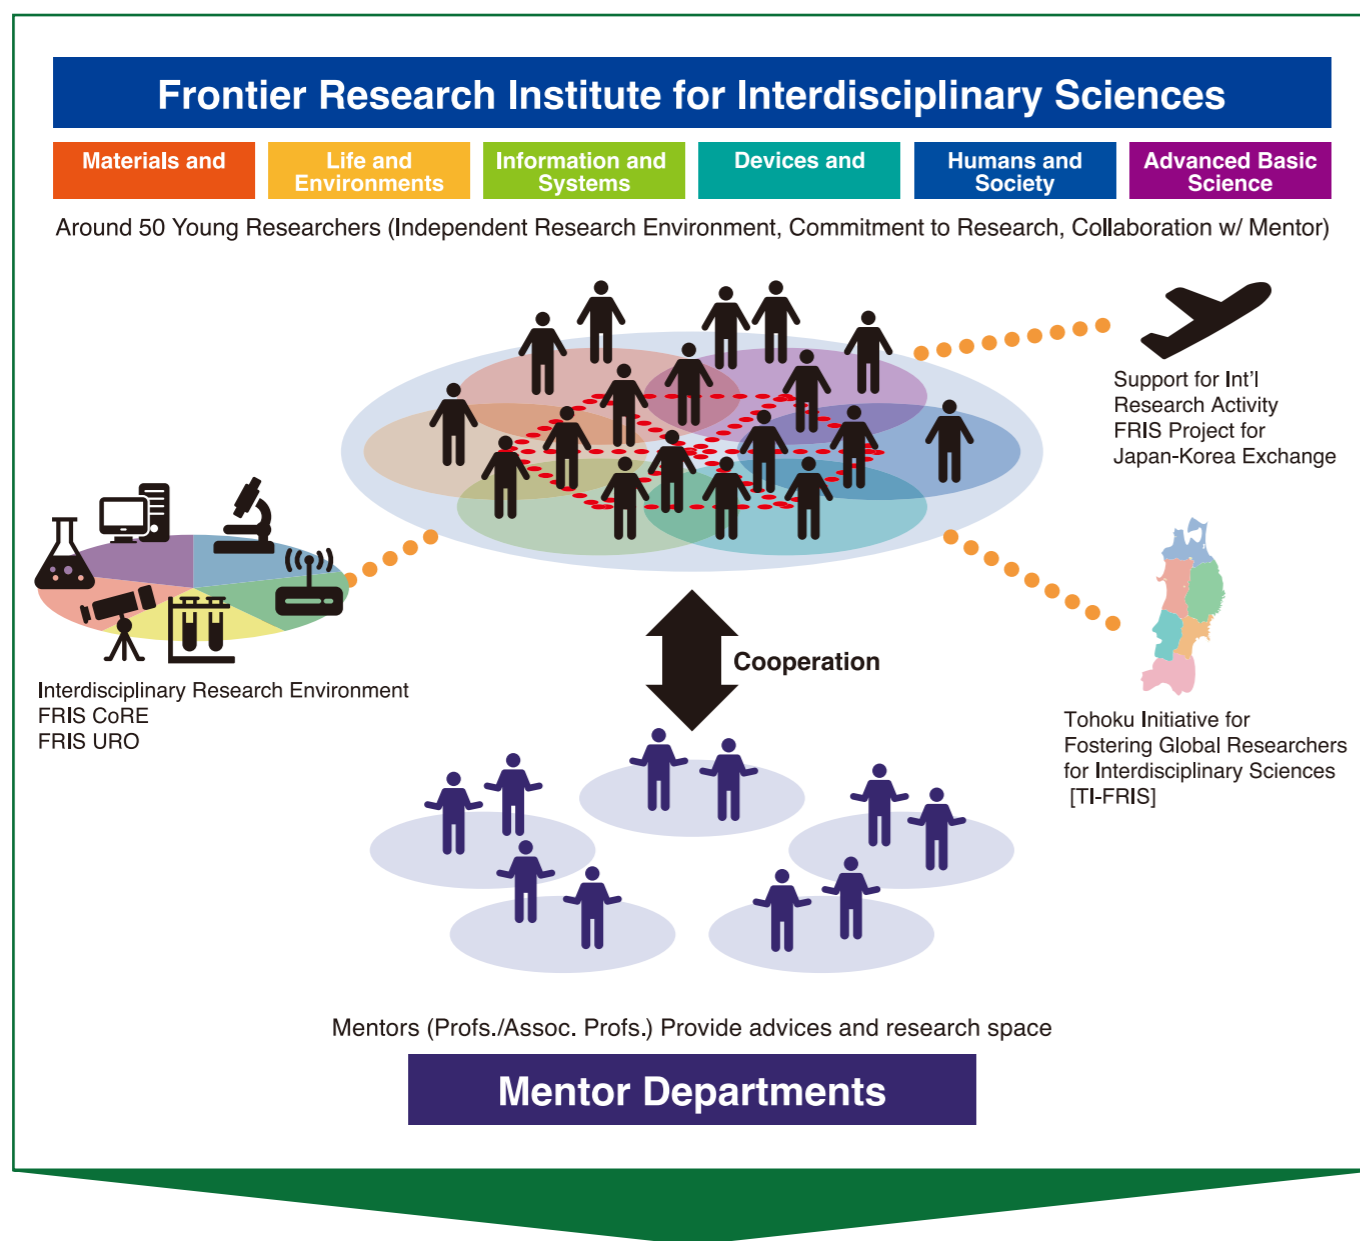 Frontier Research Institute for Interdisciplinary Sciences
Materials and
Life and
Environments
Information and
Systems
Devices and
Humans and
Society
Advanced Basic
Science
Around 50 Young Researchers (Independent Research Environment, Commitment to Research, Collaboration w/ Mentor)
Support for Int'l
Research Activity
FRIS Project for
Japan-Korea Exchange
Interdisciplinary Research Environment
FRIS CoRE
FRIS URO
Cooperation
Tohoku Initiative for
Fostering Global Researchers
for Interdisciplinary Sciences
[TI-FRIS]
Mentors (Profs./Assoc. Profs.) Provide advices and research space
Mentor Departments